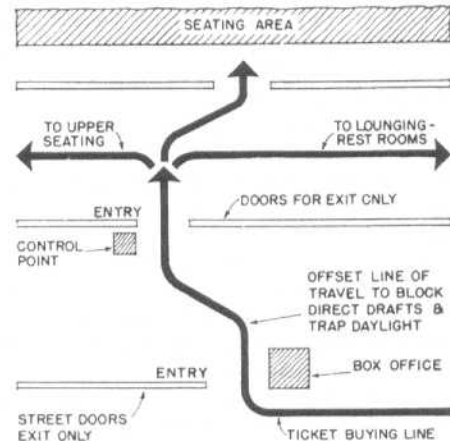 SEATING AREA
TO UPPER
SEATING
TO LOUNGING-
REST ROOMS
ENTRY
DOORS FOR EXIT ONLY
CONTROL
POINT
OFFSET LINE OF
TRAVEL TO BLOCK
DIRECT DRAFTS &
TRAP DAYLIGHT
ENTRY
BOX OFFICE
STREET DOORS
EXIT ONLY
TICKET BUYING LINE